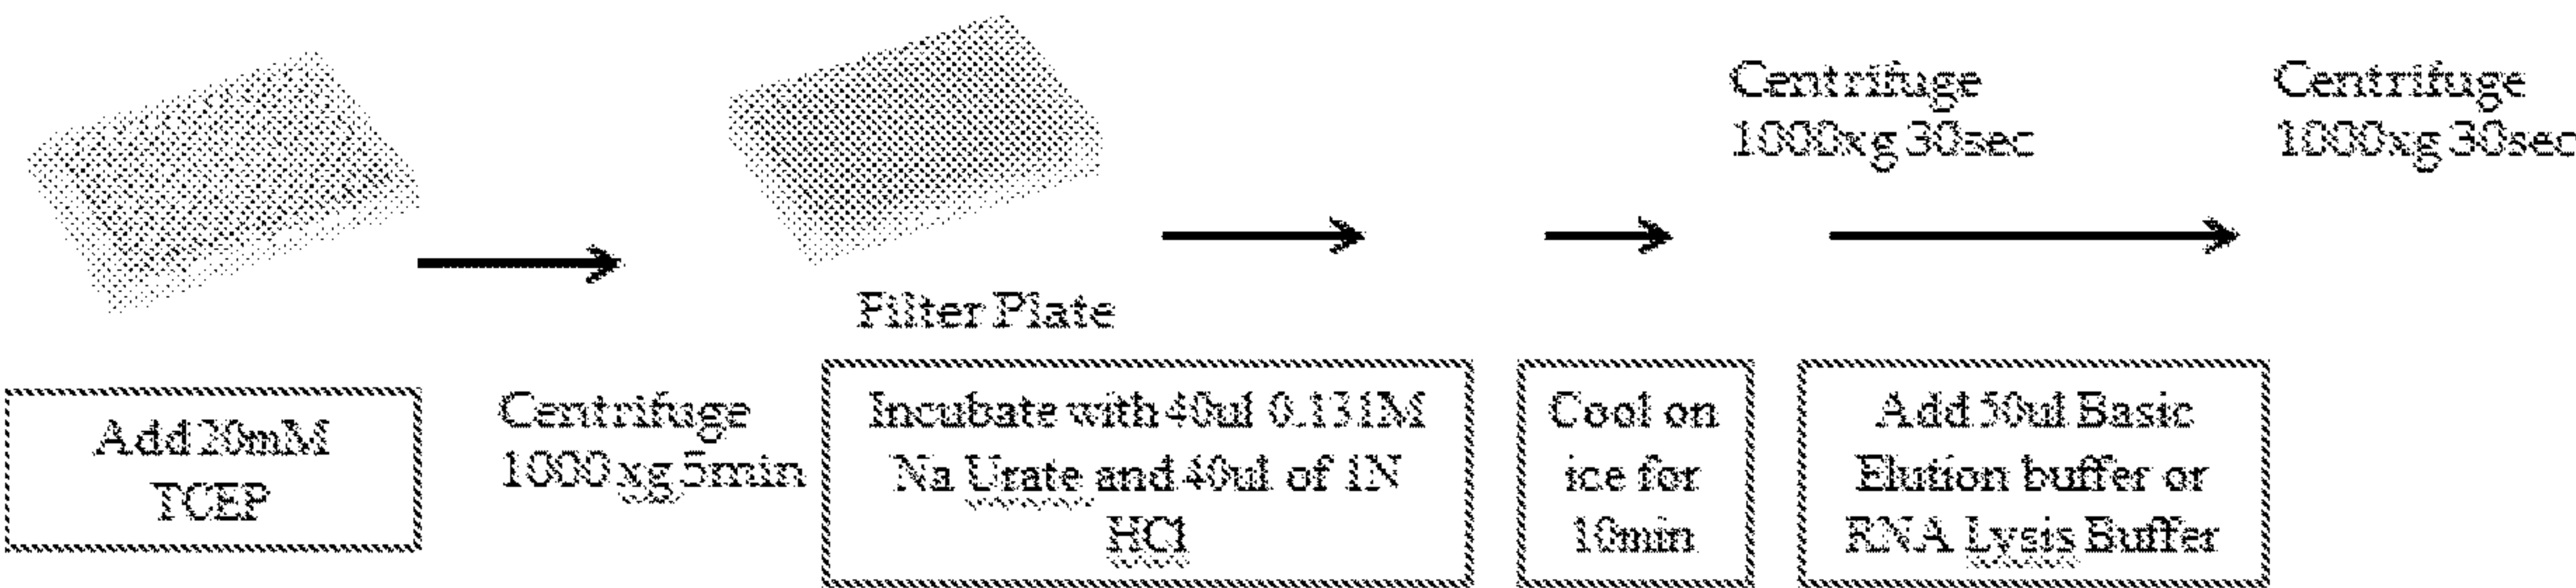 Add 20mM
TCEP
Centrifuge
1000 xg 5min
Filter Plate
Incubate with 40ul 0.131M
Na Urate and 40ul of 1N
HCl
Cool on
ice for
10min
Centrifuge
1000xg 30sec
Add 50ul Basic
Elution buffer or
RNA Lysis Buffer
Centrifuge
1000xg 30sec